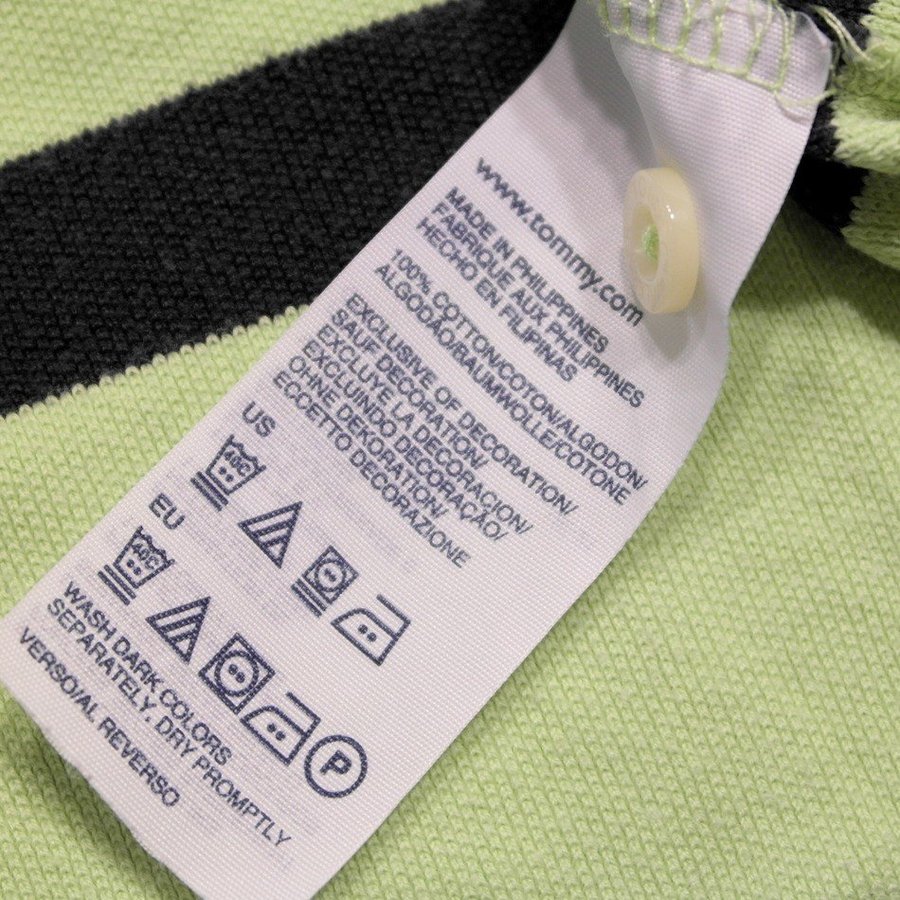 www.tommy.com
MADE IN PHILIPPINES
FABRIQUE AUX PHILIPPINES
HECHO EN FILIPINAS
100% COTTON/COTON/ALGODON/
ALGODÃO/BAUMWOLLE/COTONE
EXCLUSIVE OF DECORATION/
SAUF DECORATION/
EXCLUYE LA DECORACION/
EXCLUINDO DECORAÇÃO/
OHNE DEKORATION/
ECCETTO DECORAZIONE
US
40C
EU
40C
P
WASH DARK COLORS
SEPARATELY. DRY PROMPTLY
VERSO/AL REVERSO